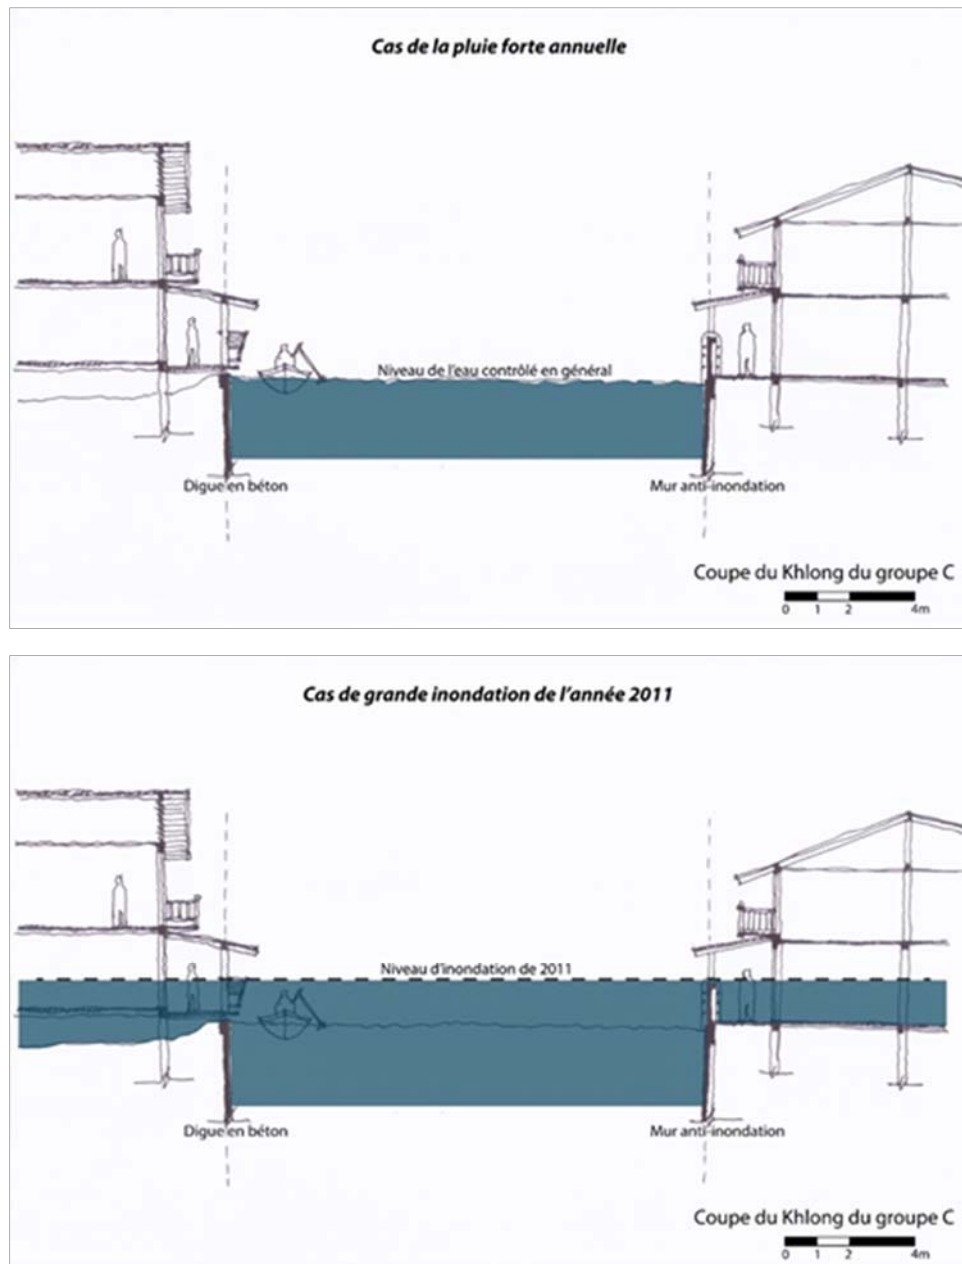 Cas de la pluie forte annuelle
Niveau de l'eau contrôlé en général
Digue en béton
Mur anti-inondation
Coupe du Khlong du groupe C
0 1 2 4m
Cas de grande inondation de l'année 2011
Niveau d'inondation de 2011
Digue en béton
Mur anti-inondation
Coupe du Khlong du groupe C
0 1 2 4m